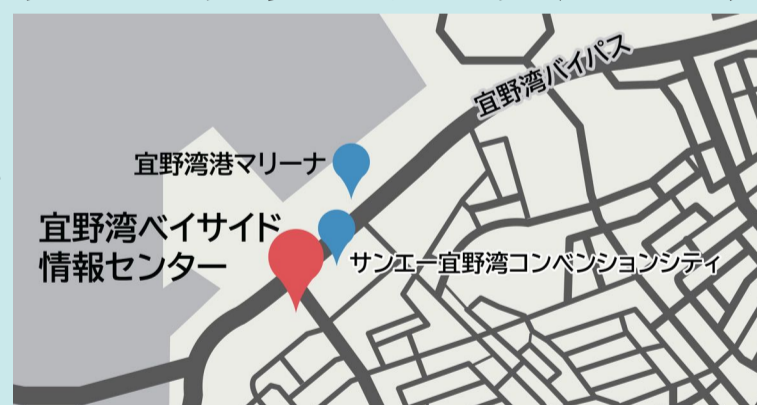 宜野湾バイパス
宜野湾港マリーナ
宜野湾ベイサイド
情報センター
サンエー宜野湾コンベンションシティ